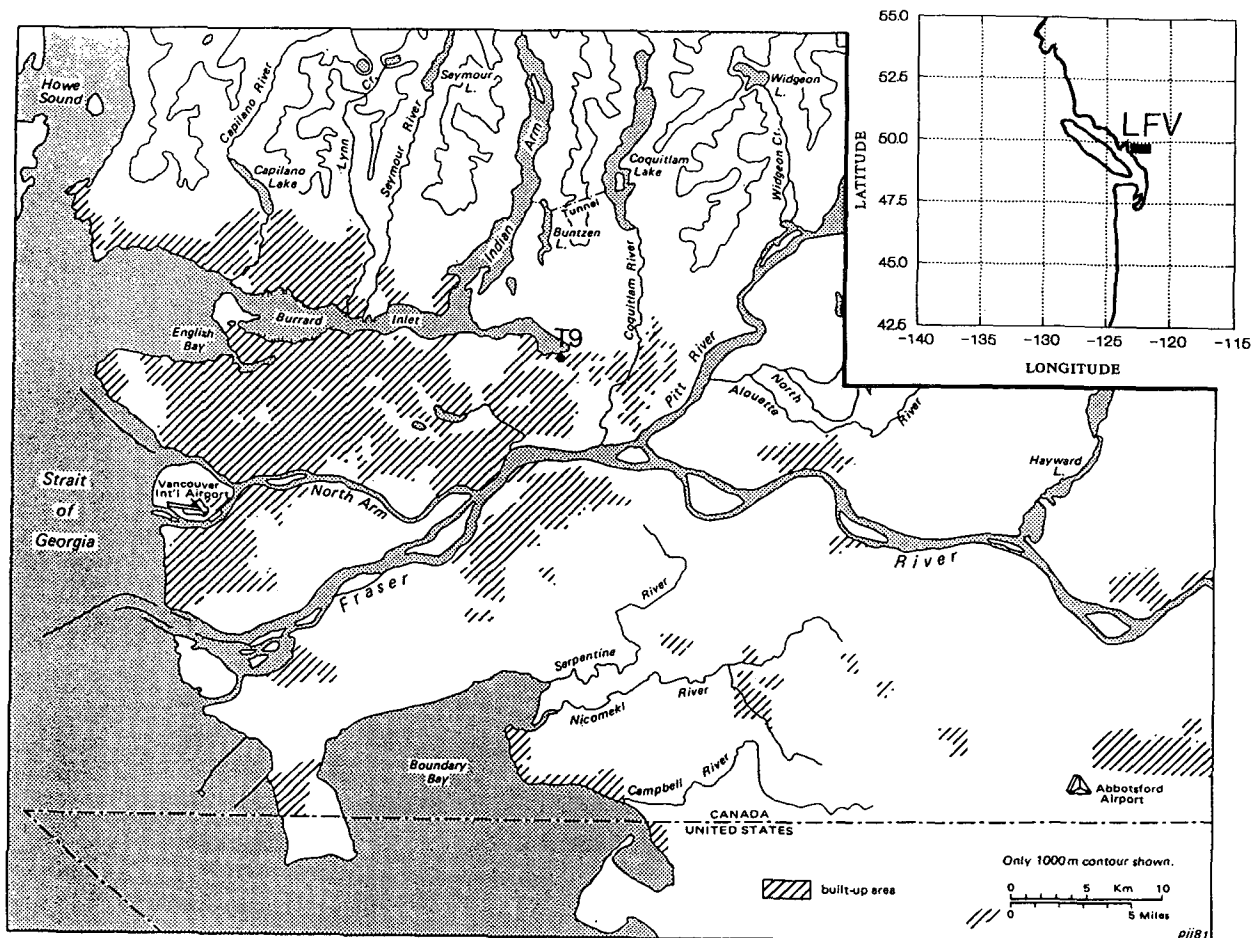 Howe
Sound
Capilano River
Capilano
Lake
Lynn
Cr.
Seymour River
Seymour
L.
Indian
Arm
Tunnel
Buntzen
L.
Coquitlam
Lake
Coquitlam River
Widgeon
L.
Widgeon Cr.
English
Bay
Burrard
Inlet
T9
Pitt
River
Alouette
North
River
Hayward
L.
Strait
of
Georgia
Vancouver
Int'l Airport
North Arm
Fraser
River
River
Serpentine
Nicomekl
River
Boundary
Bay
Campbell
River
Abbotsford
Airport
CANADA
UNITED STATES
Only 1000 m contour shown.
built-up area
0 5 Km 10
0 5 Miles
pjj81
55.0
52.5
50.0
47.5
45.0
42.5
LATITUDE
LFV
-140 -135 -130 -125 -120 -115
LONGITUDE